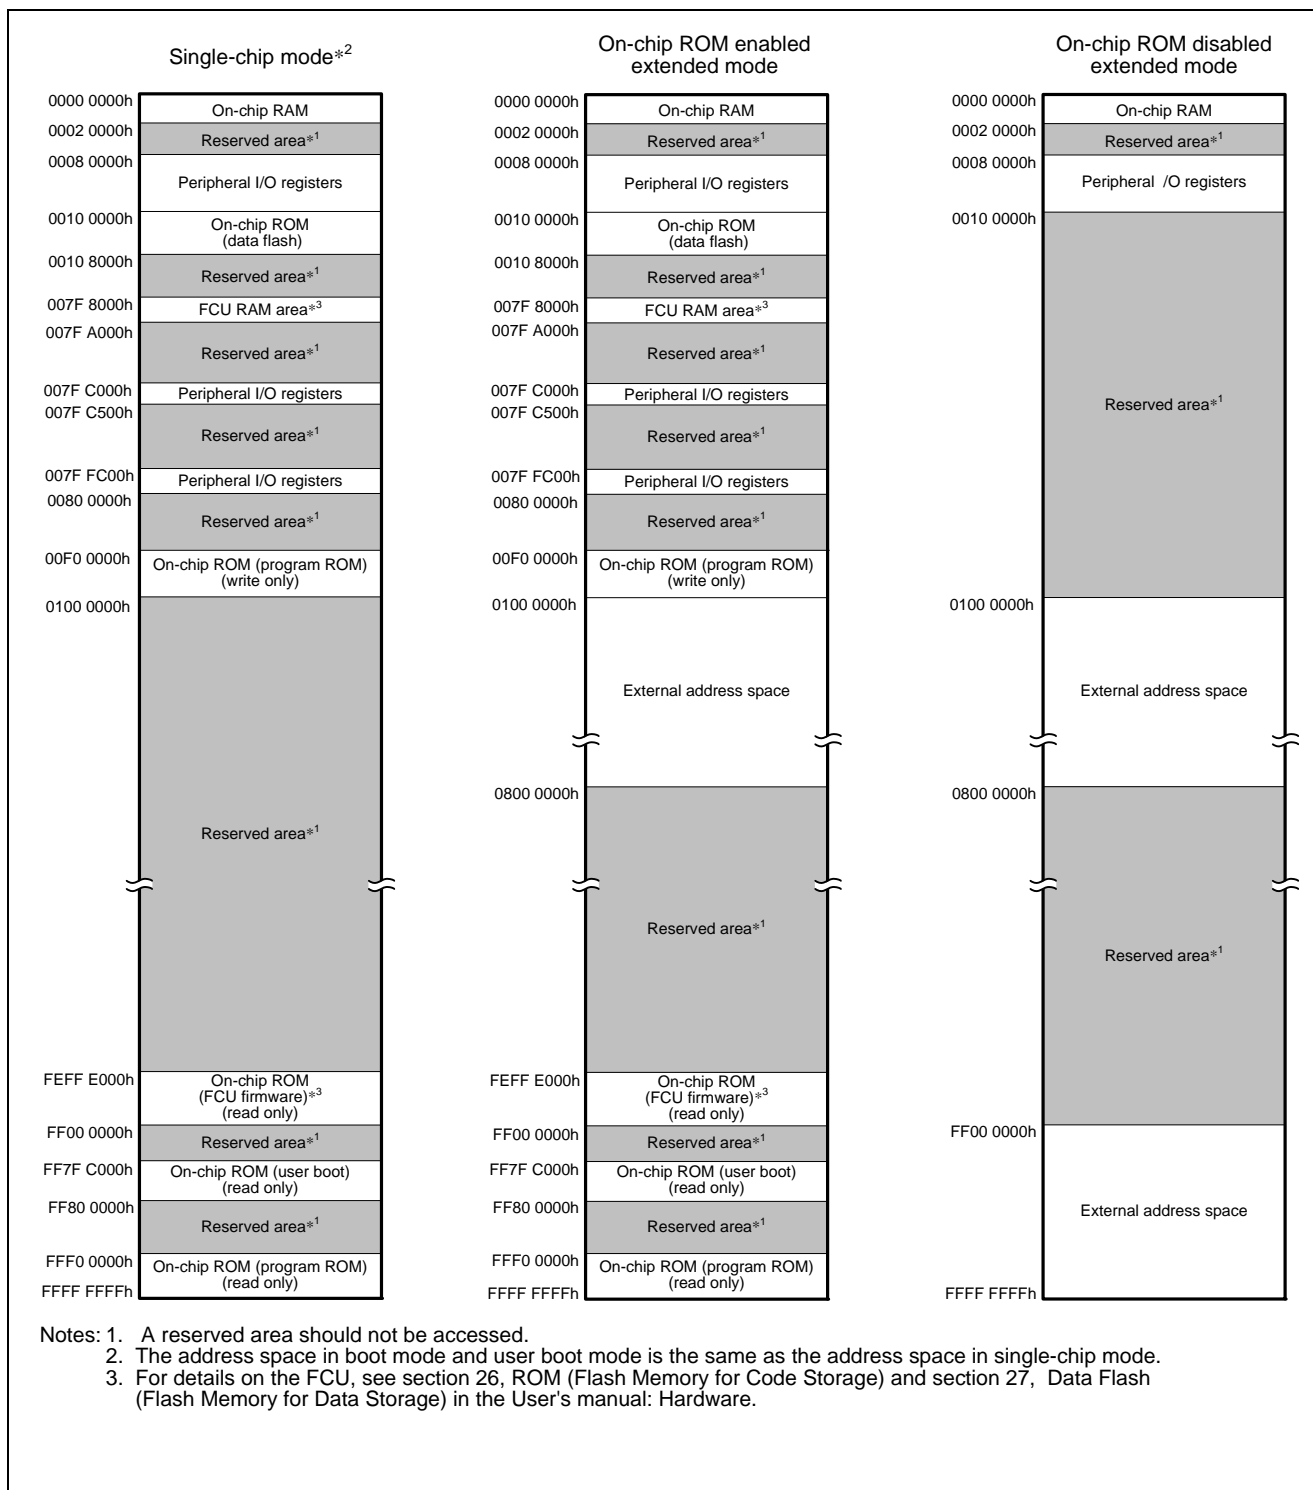 Single-chip mode*2
0000 0000h
On-chip RAM
0002 0000h
Reserved area*1
0008 0000h
Peripheral I/O registers
0010 0000h
On-chip ROM
(data flash)
0010 8000h
Reserved area*1
007F 8000h
FCU RAM area*3
007F A000h
Reserved area*1
007F C000h
Peripheral I/O registers
007F C500h
Reserved area*1
007F FC00h
Peripheral I/O registers
0080 0000h
Reserved area*1
00F0 0000h
On-chip ROM (program ROM)
(write only)
0100 0000h
Reserved area*1
FEFF E000h
On-chip ROM
(FCU firmware)*3
(read only)
FF00 0000h
Reserved area*1
FF7F C000h
On-chip ROM (user boot)
(read only)
FF80 0000h
Reserved area*1
FFF0 0000h
On-chip ROM (program ROM)
(read only)
FFFF FFFFh
On-chip ROM enabled
extended mode
0000 0000h
On-chip RAM
0002 0000h
Reserved area*1
0008 0000h
Peripheral I/O registers
0010 0000h
On-chip ROM
(data flash)
0010 8000h
Reserved area*1
007F 8000h
FCU RAM area*3
007F A000h
Reserved area*1
007F C000h
Peripheral I/O registers
007F C500h
Reserved area*1
007F FC00h
Peripheral I/O registers
0080 0000h
Reserved area*1
00F0 0000h
On-chip ROM (program ROM)
(write only)
0100 0000h
External address space
0800 0000h
Reserved area*1
FEFF E000h
On-chip ROM
(FCU firmware)*3
(read only)
FF00 0000h
Reserved area*1
FF7F C000h
On-chip ROM (user boot)
(read only)
FF80 0000h
Reserved area*1
FFF0 0000h
On-chip ROM (program ROM)
(read only)
FFFF FFFFh
On-chip ROM disabled
extended mode
0000 0000h
On-chip RAM
0002 0000h
Reserved area*1
0008 0000h
Peripheral /O registers
0010 0000h
Reserved area*1
0100 0000h
External address space
0800 0000h
Reserved area*1
FF00 0000h
External address space
FFFF FFFFh
Notes: 1. A reserved area should not be accessed.
2. The address space in boot mode and user boot mode is the same as the address space in single-chip mode.
3. For details on the FCU, see section 26, ROM (Flash Memory for Code Storage) and section 27, Data Flash
(Flash Memory for Data Storage) in the User's manual: Hardware.